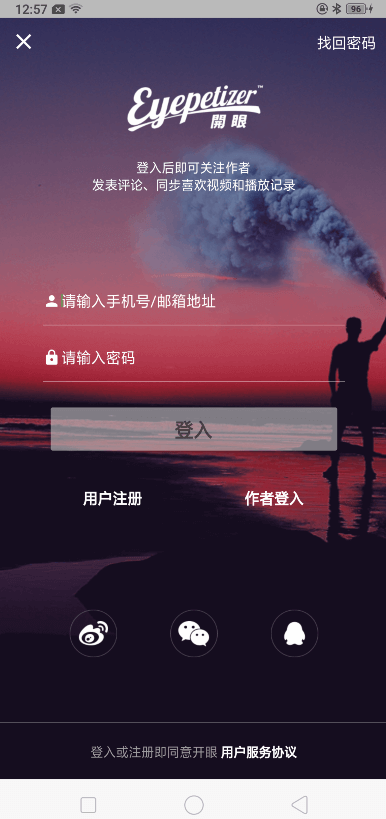 12:57
96
找回密码
Eyepetizer™
開眼
登入后即可关注作者
发表评论、同步喜欢视频和播放记录
请输入手机号/邮箱地址
请输入密码
登入
用户注册
作者登入
登入或注册即同意开眼 用户服务协议